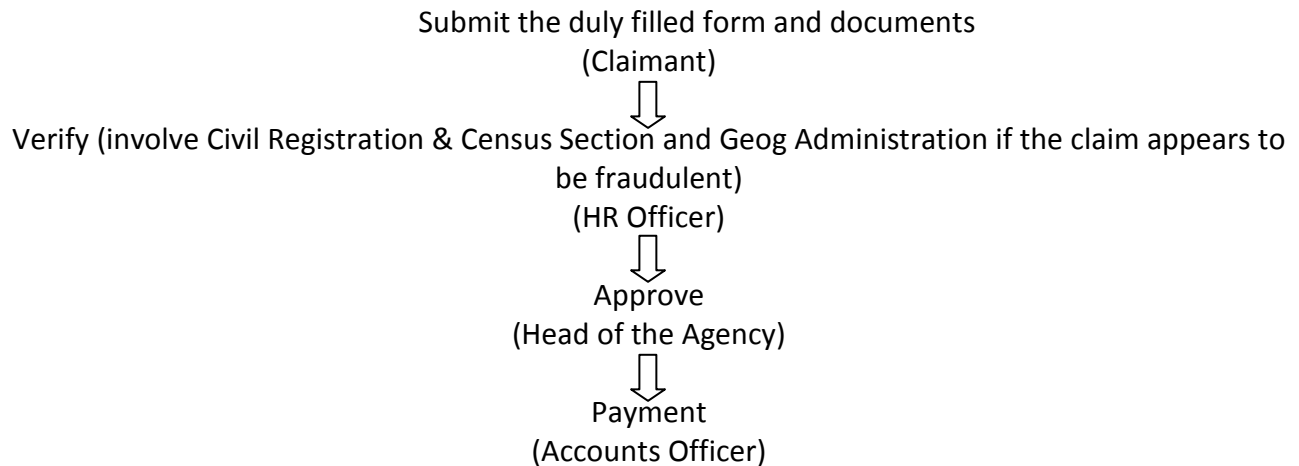 Submit the duly filled form and documents
(Claimant)
Verify (involve Civil Registration & Census Section and Geog Administration if the claim appears to
be fraudulent)
(HR Officer)
Approve
(Head of the Agency)
Payment
(Accounts Officer)